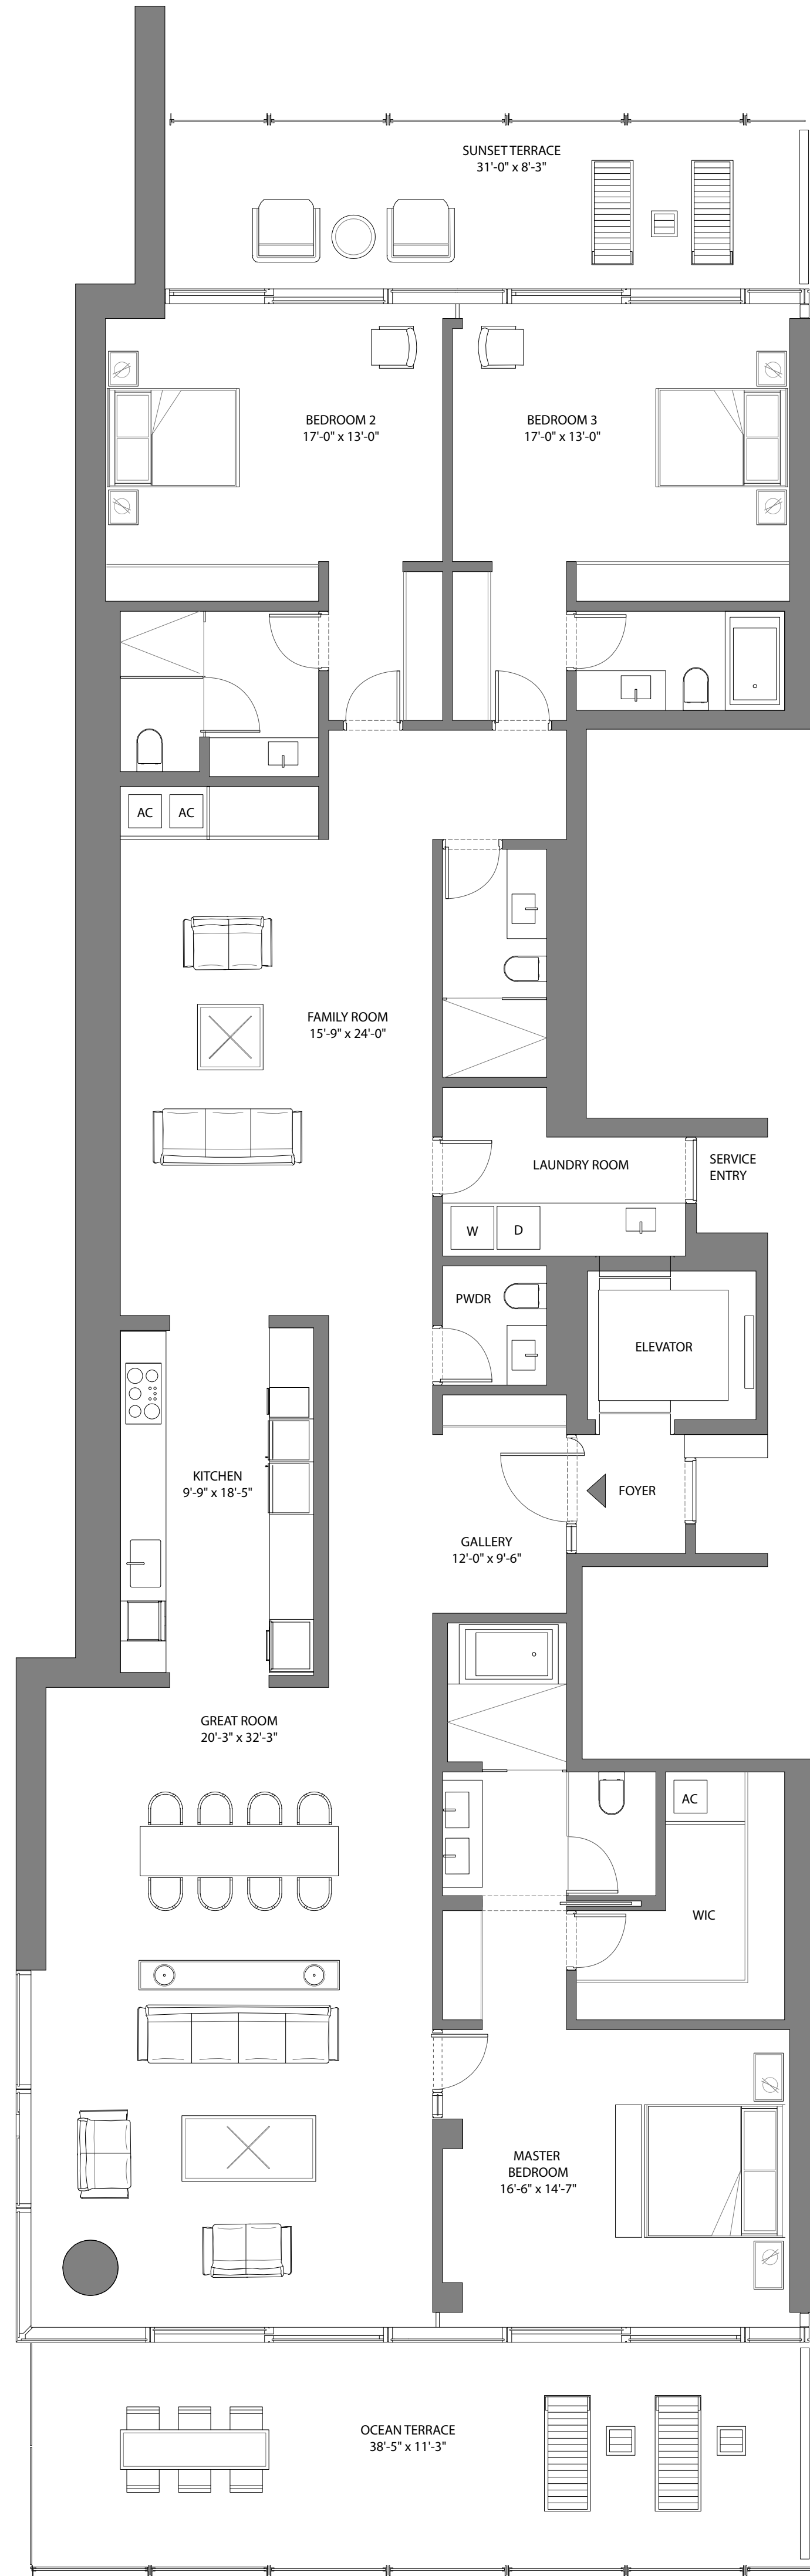 SUNSET TERRACE
31'-0" x 8'-3"
BEDROOM 2
17'-0" x 13'-0"
BEDROOM 3
17'-0" x 13'-0"
AC
AC
FAMILY ROOM
15'-9" x 24'-0"
LAUNDRY ROOM
SERVICE
ENTRY
W
D
PWDR
ELEVATOR
KITCHEN
9'-9" x 18'-5"
FOYER
GALLERY
12'-0" x 9'-6"
GREAT ROOM
20'-3" x 32'-3"
AC
WIC
MASTER
BEDROOM
16'-6" x 14'-7"
OCEAN TERRACE
38'-5" x 11'-3"